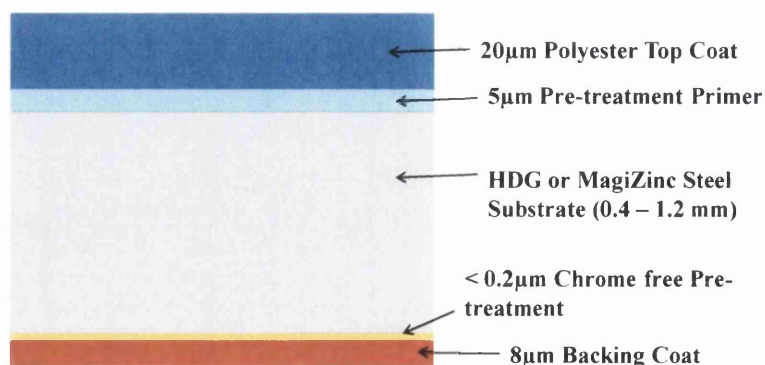 20µm Polyester Top Coat
5µm Pre-treatment Primer
HDG or MagiZinc Steel
Substrate (0.4 – 1.2 mm)
< 0.2µm Chrome free Pre-
treatment
8µm Backing Coat